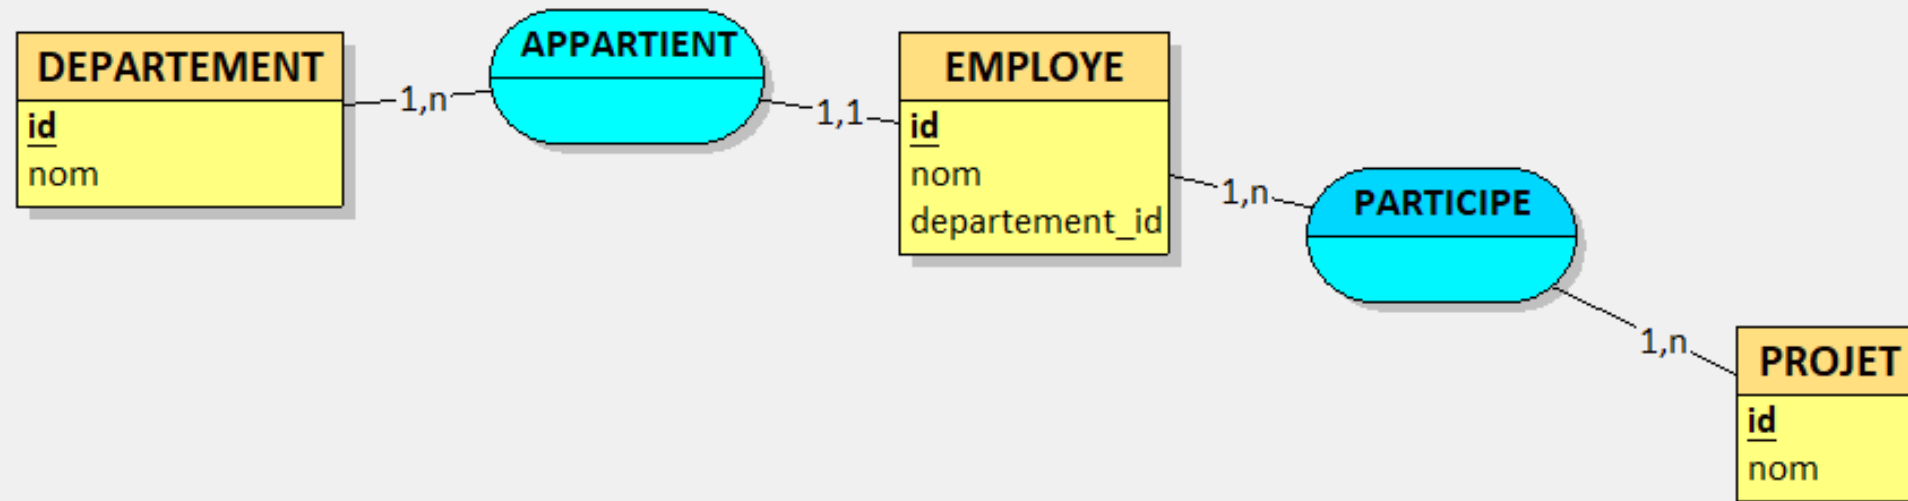 DEPARTEMENT
id
nom
1,n
APPARTIENT
1,1
EMPLOYE
id
nom
departement_id
1,n
PARTICIPE
1,n
PROJET
id
nom